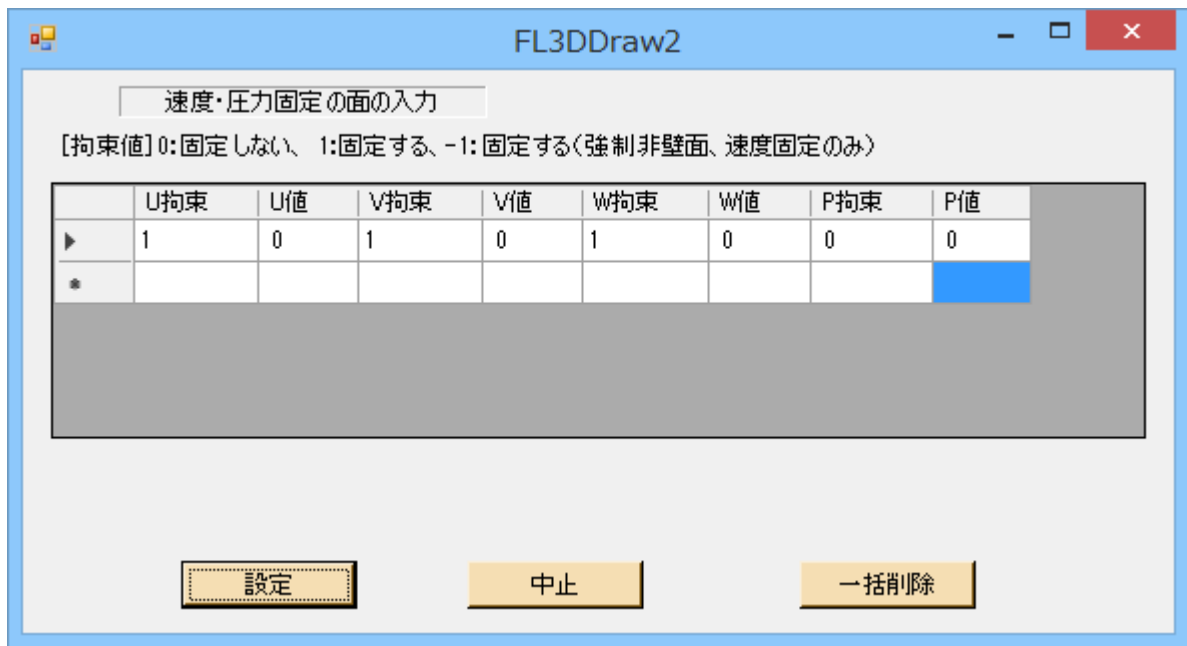 FL3DDraw2
速度・圧力固定の面の入力
[拘束値]0:固定しない、 1:固定する、-1:固定する(強制非壁面、速度固定のみ)
U拘束 U値 V拘束 V値 W拘束 W値 P拘束 P値
1 0 1 0 1 0 0 0
設定 中止 一括削除